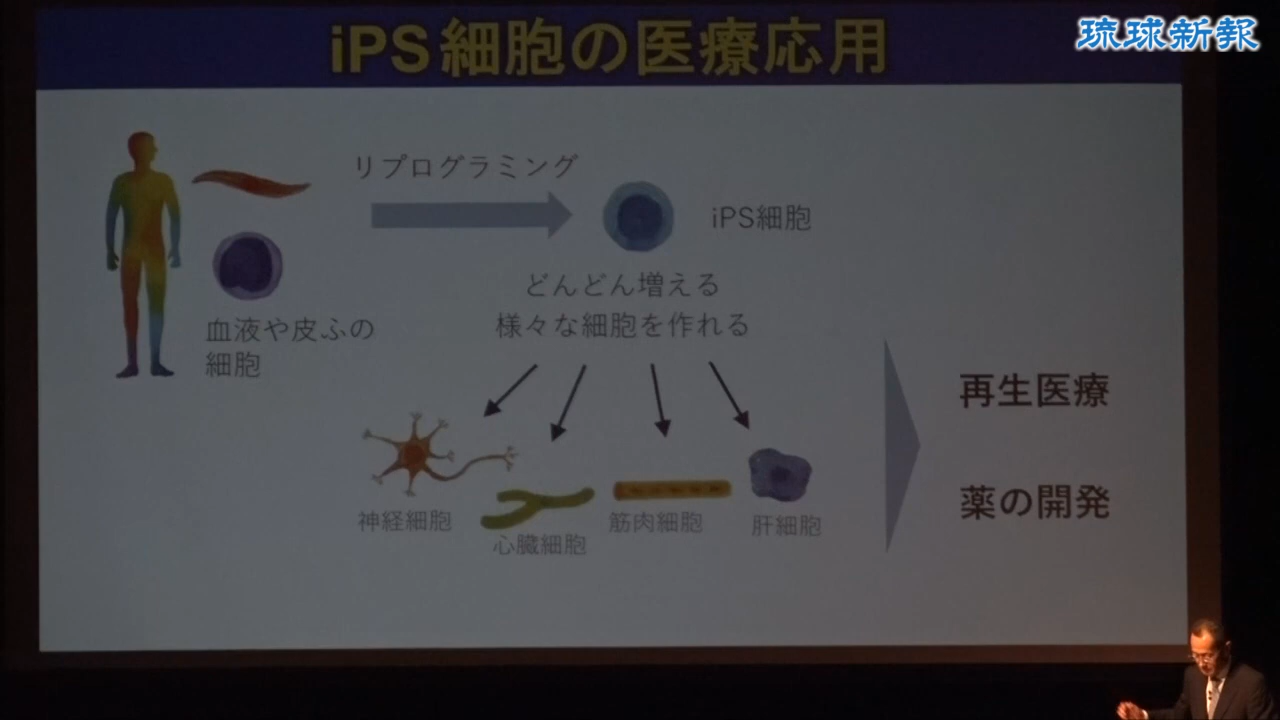 iPS細胞の医療応用
琉球新報
リプログラミング
iPS細胞
血液や皮ふの
細胞
どんどん増える
様々な細胞を作れる
神経細胞
心臓細胞
筋肉細胞
肝細胞
再生医療
薬の開発